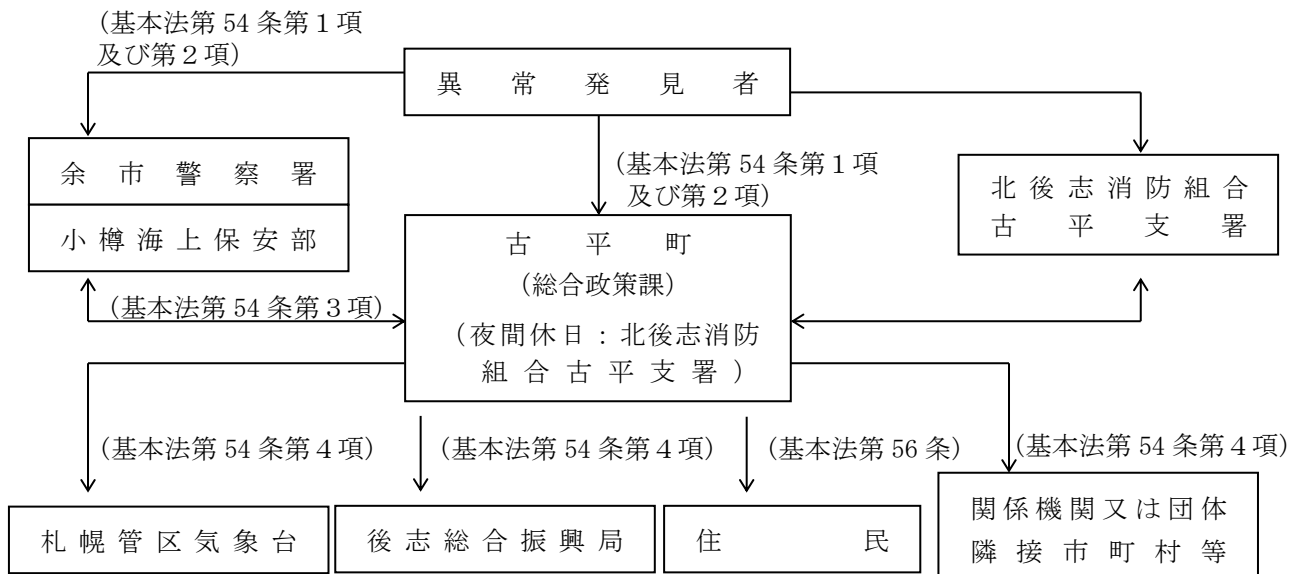 (基本法第 54 条第１項
及び第２項)
異常発見者
余市警察署
小樽海上保安部
(基本法第 54 条第１項
及び第２項)
北後志消防組合
古平支署
古平町
(総合政策課)
(夜間休日：北後志消防
組合古平支署)
(基本法第 54 条第３項)
(基本法第 54 条第４項)
(基本法第 54 条第４項)
(基本法第 56 条)
(基本法第 54 条第４項)
札幌管区気象台
後志総合振興局
住民
関係機関又は団体
隣接市町村等